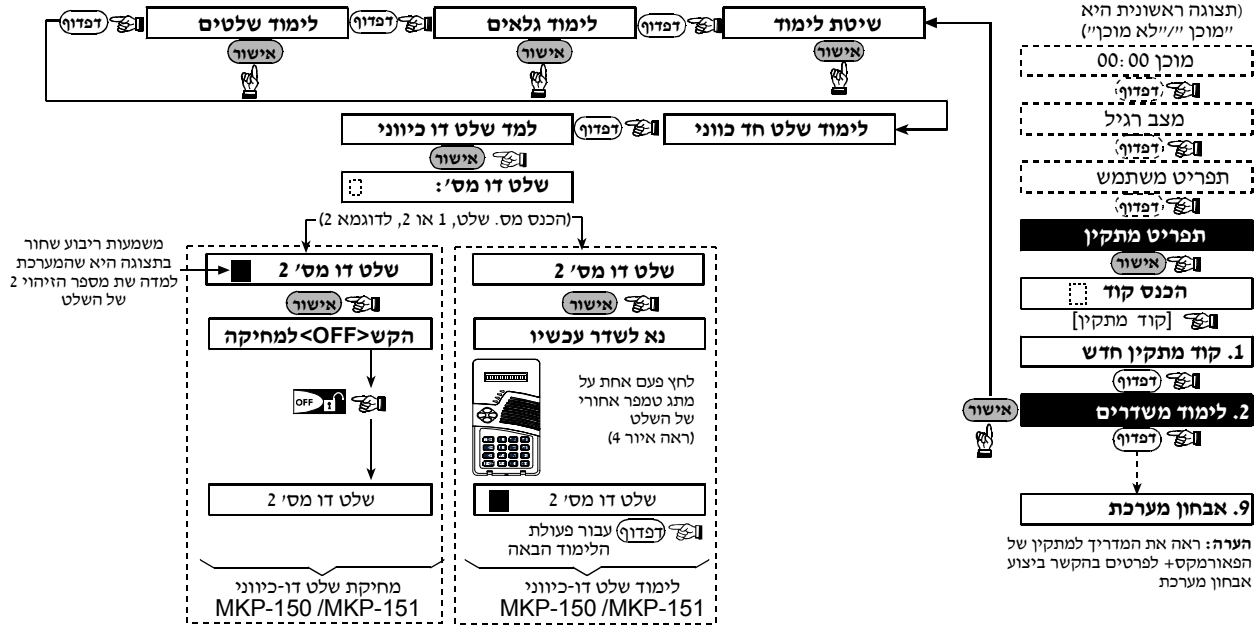 (תצוגה ראשונית היא
"מוכן "/"לא מוכן")
מוכן 00:00
דפדוף
מצב רגיל
דפדוף
תפריט משתמש
דפדוף
תפריט מתקין
אישור
הכנס קוד
[קוד מתקין]
1. קוד מתקין חדש
דפדוף
2. לימוד משדרים
אישור
דפדוף
9. אבחון מערכת
הערה: ראה את המדריך למתקין של
הפאורמקס+ לפרטים בהקשר ביצוע
אבחון מערכת
שיטת לימוד
דפדוף
לימוד גלאים
דפדוף
לימוד שלטים
דפדוף
אישור
אישור
אישור
לימוד שלט חד כווני
דפדוף
למד שלט דו כיווני
אישור
שלט דו מס':
(הכנס מס. שלט, 1 או 2, לדוגמא 2)
שלט דו מס' 2
אישור
נא לשדר עכשיו
לחץ פעם אחת על
מתג טמפר אחורי
של השלט
(ראה איור 4)
שלט דו מס' 2
דפדוף עבור פעולת
הלימוד הבאה
לימוד שלט דו-כיווני
MKP-150 /MKP-151
שלט דו מס' 2
משמעות ריבוע שחור
בתצוגה היא שהמערכת
למדה שת מספר הזיהוי 2
של השלט
אישור
הקש <OFF> למחיקה
OFF
שלט דו מס' 2
מחיקת שלט דו-כיווני
MKP-150 /MKP-151